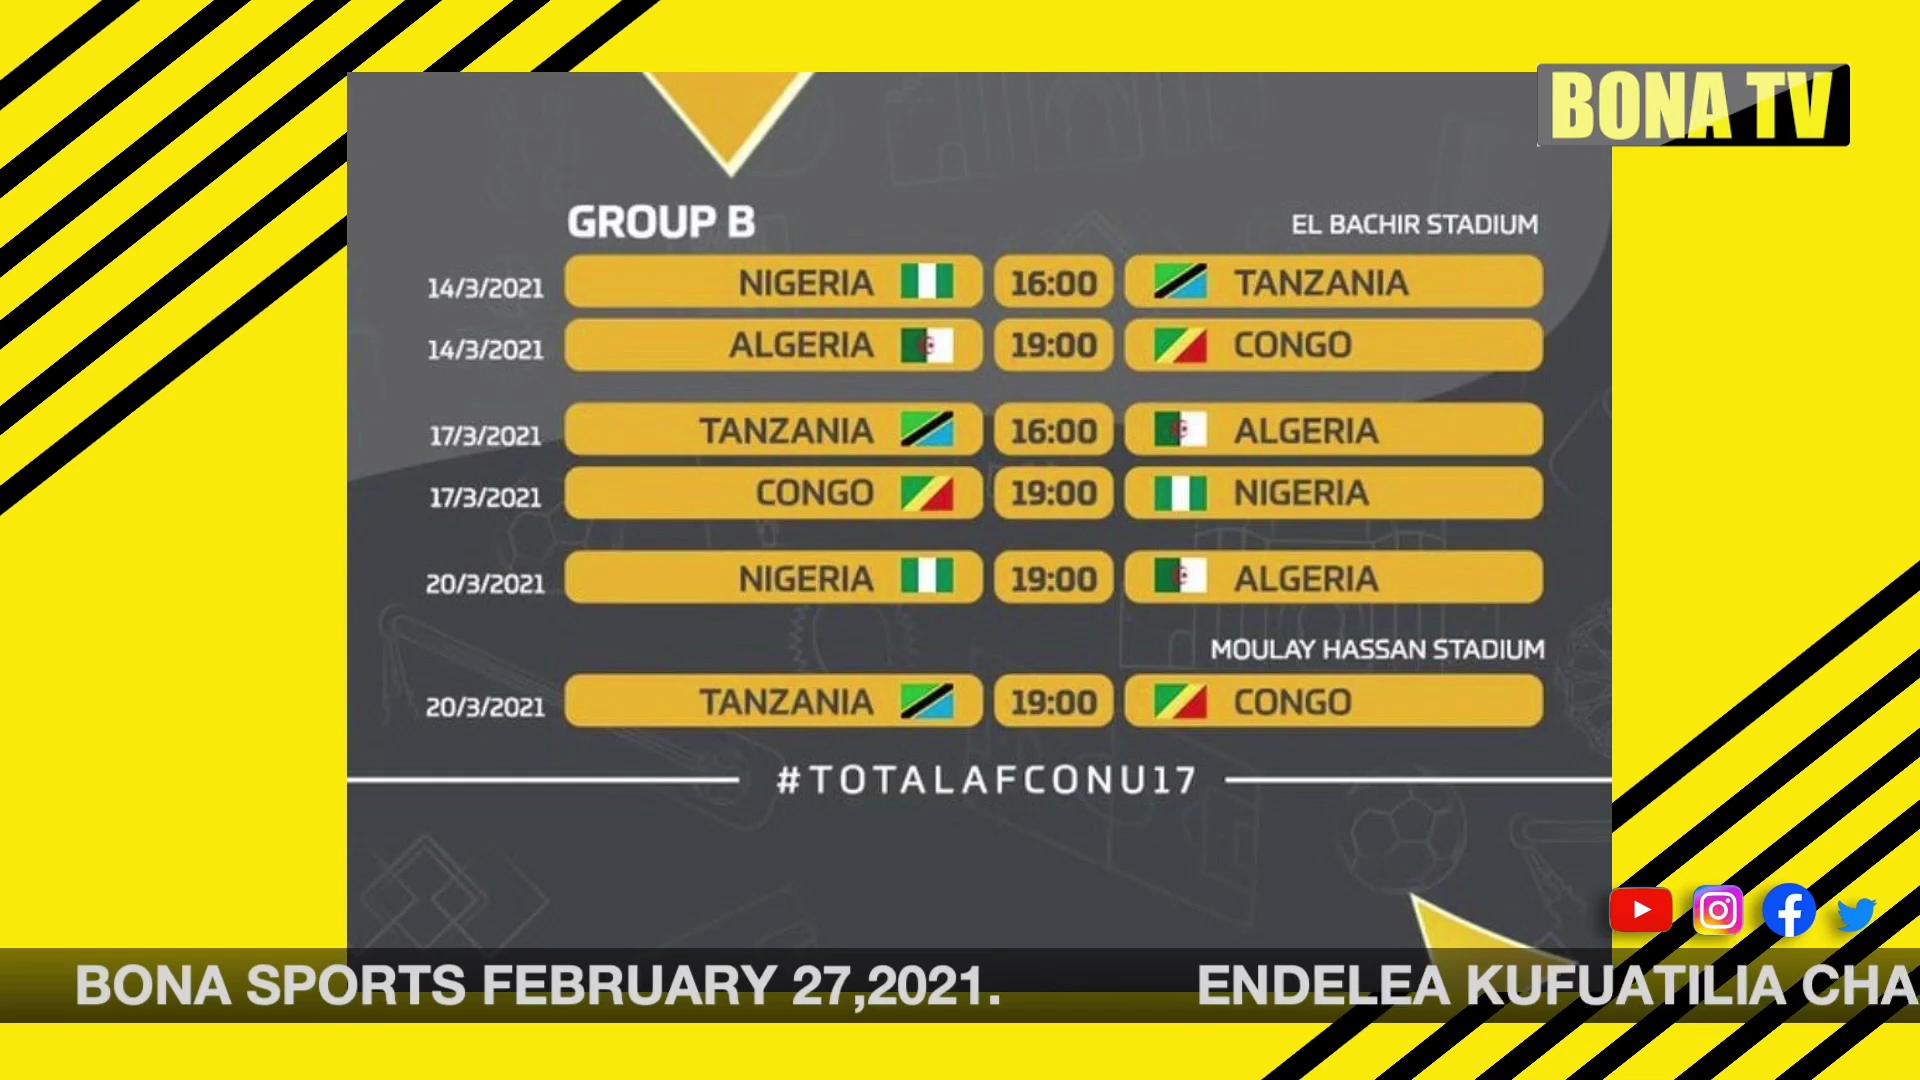 BONA TV
GROUP B EL BACHIR STADIUM
14/3/2021 NIGERIA 16:00 TANZANIA
14/3/2021 ALGERIA 19:00 CONGO
17/3/2021 TANZANIA 16:00 ALGERIA
17/3/2021 CONGO 19:00 NIGERIA
20/3/2021 NIGERIA 19:00 ALGERIA
MOULAY HASSAN STADIUM
20/3/2021 TANZANIA 19:00 CONGO
#TOTALAFCONU17
BONA SPORTS FEBRUARY 27,2021. ENDELEA KUFUATILIA CHA